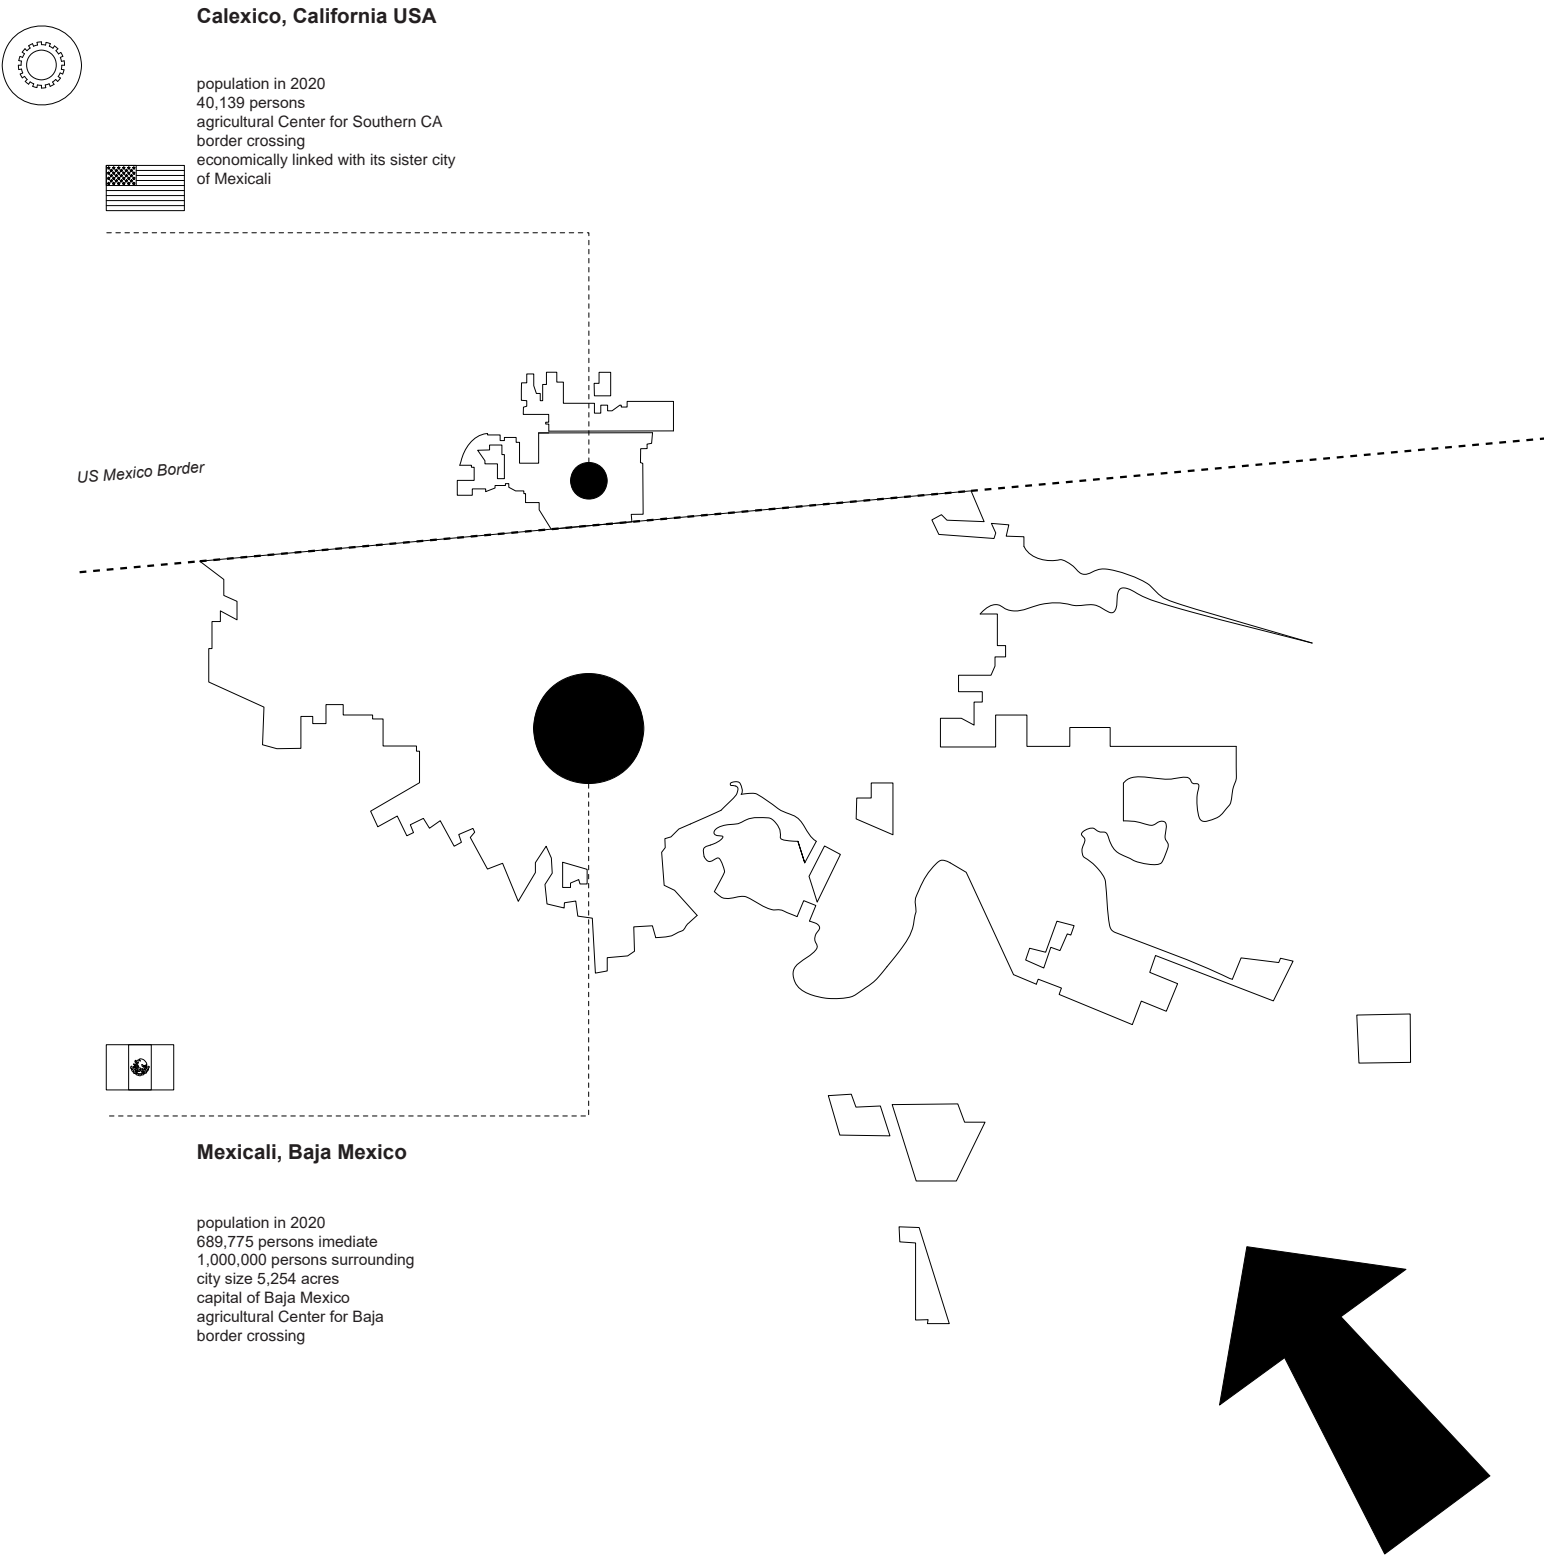 Calexico, California USA
population in 2020
40,139 persons
agricultural Center for Southern CA
border crossing
economically linked with its sister city
of Mexicali
US Mexico Border
Mexicali, Baja Mexico
population in 2020
689,775 persons imediate
1,000,000 persons surrounding
city size 5,254 acres
capital of Baja Mexico
agricultural Center for Baja
border crossing